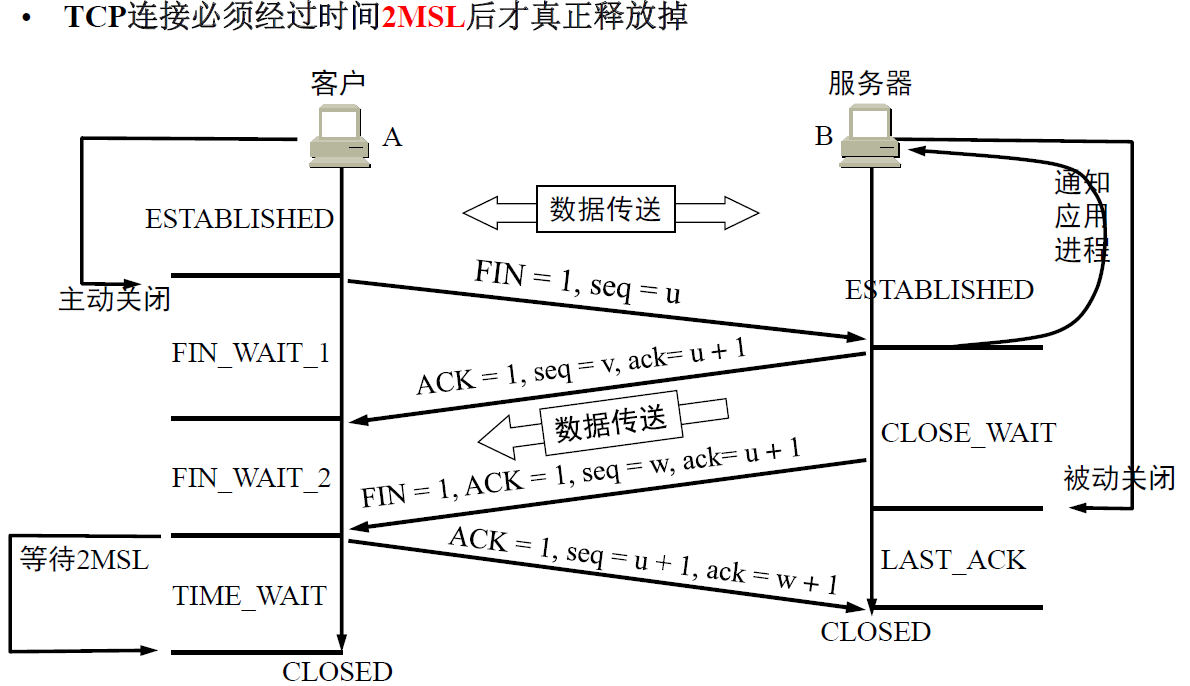 • TCP连接必须经过时间2MSL后才真正释放掉
客户
服务器
A
B
通知
应用
进程
ESTABLISHED
数据传送
主动关闭
FIN = 1, seq = u
ESTABLISHED
FIN_WAIT_1
ACK = 1, seq = v, ack= u + 1
数据传送
CLOSE_WAIT
FIN_WAIT_2
FIN = 1, ACK = 1, seq = w, ack= u + 1
被动关闭
等待2MSL
ACK = 1, seq = u + 1, ack = w + 1
LAST_ACK
TIME_WAIT
CLOSED
CLOSED